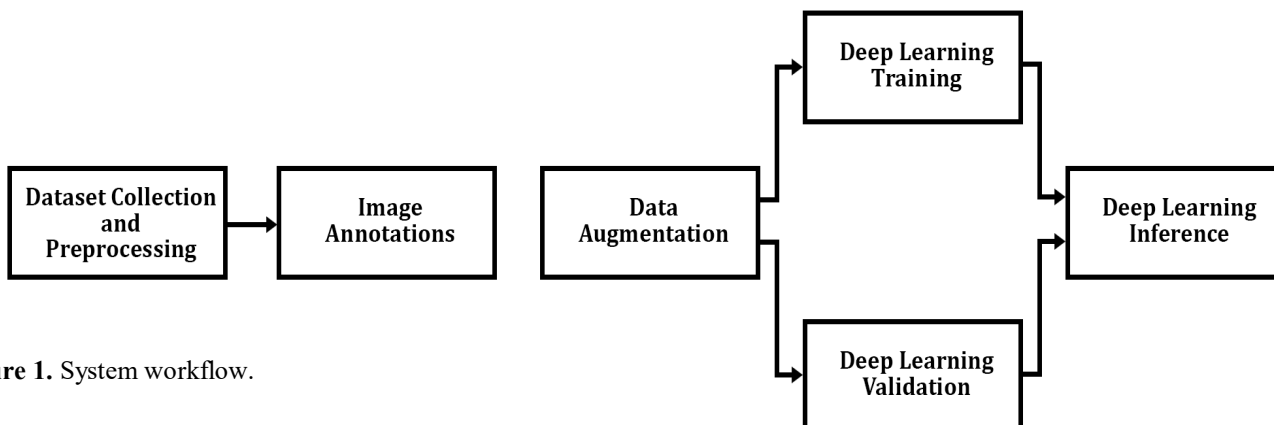 Dataset Collection
and
Preprocessing
Image
Annotations
Data
Augmentation
Deep Learning
Training
Deep Learning
Validation
Deep Learning
Inference
re 1. System workflow.